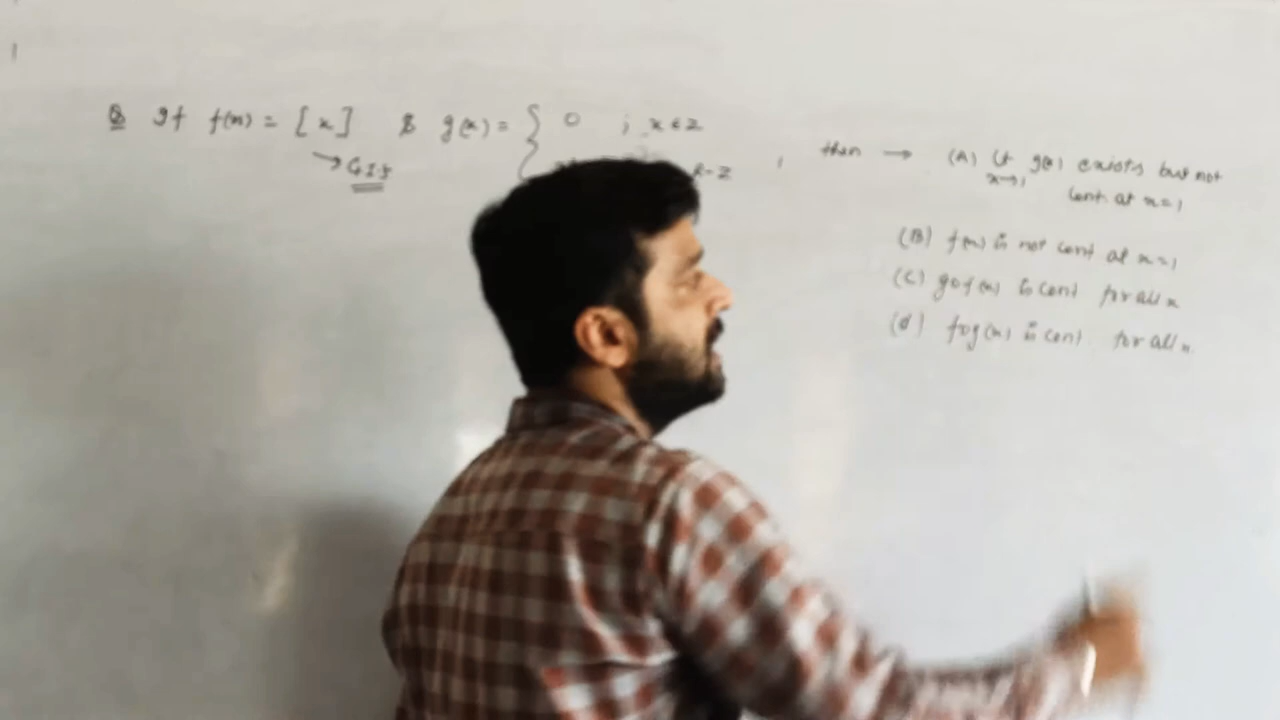 Q If f(x) = [x] & g(x) = { 0 ; x ∈ Z
→ G.I.F
R-Z
, then → (A) Lt g(x) exists but not
x→1
cont at x=1
(B) f(x) is not cont at x=1
(C) gof(x) is cont for all x
(d) fog(x) is cont for all x.